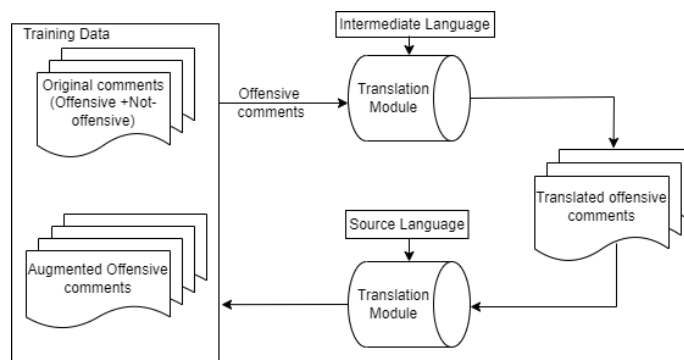 Training Data
Original comments
(Offensive +Not-
offensive)
Offensive
comments
Intermediate Language
Translation
Module
Translated offensive
comments
Source Language
Translation
Module
Augmented Offensive
comments